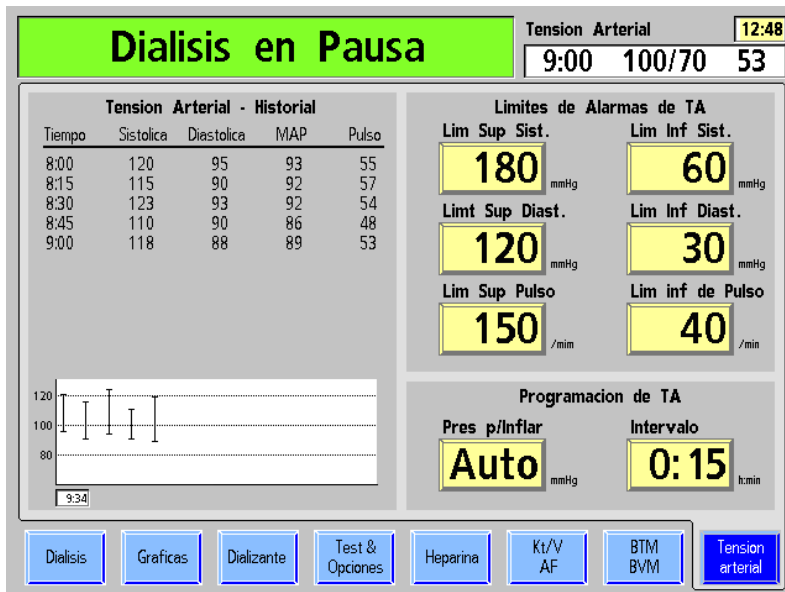 Dialisis en Pausa
Tension Arterial 12:48
9:00 100/70 53
Tension Arterial - Historial
Tiempo Sistolica Diastolica MAP Pulso
8:00 120 95 93 55
8:15 115 90 92 57
8:30 123 93 92 54
8:45 110 90 86 48
9:00 118 88 89 53
120
100
80
9:34
Limites de Alarmas de TA
Lim Sup Sist. Lim Inf Sist.
180 mmHg 60 mmHg
Limt Sup Diast. Lim Inf Diast.
120 mmHg 30 mmHg
Lim Sup Pulso Lim inf de Pulso
150 /mim 40 /min
Programacion de TA
Pres p/Inflar Intervalo
Auto mmHg 0:15 h:min
Dialisis
Graficas
Dializante
Test &
Opciones
Heparina
Kt/V
AF
BTM
BVM
Tension
arterial